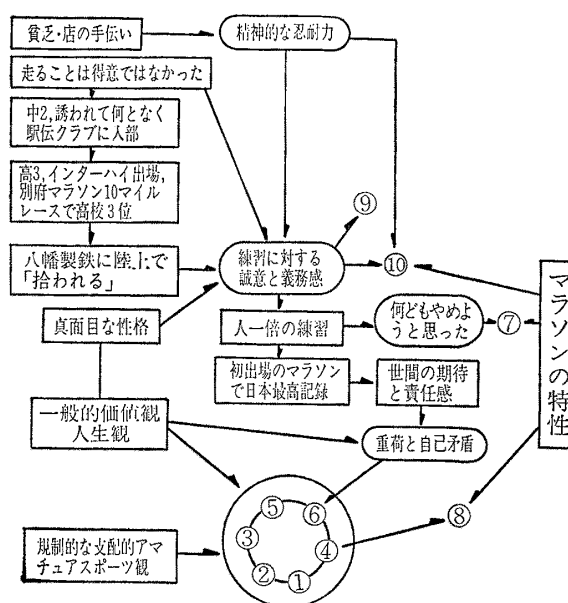 貧乏・店の手伝い
精神的な忍耐力
走ることは得意ではなかった
中2,誘われて何となく
駅伝クラブに入部
高3,インターハイ出場,
別府マラソン10マイル
レースで高校3位
⑨
八幡製鉄に陸上で
「拾われる」
練習に対する
誠意と義務感
⑩
マラソンの特性
真面目な性格
人一倍の練習
何どもやめよ
うと思った
⑦
初出場のマラソン
で日本最高記録
世間の期待
と責任感
一般的価値観
人生観
重荷と自己矛盾
⑤
⑥
⑧
③
④
規制的な支配的アマ
チュアスポーツ観
②
①